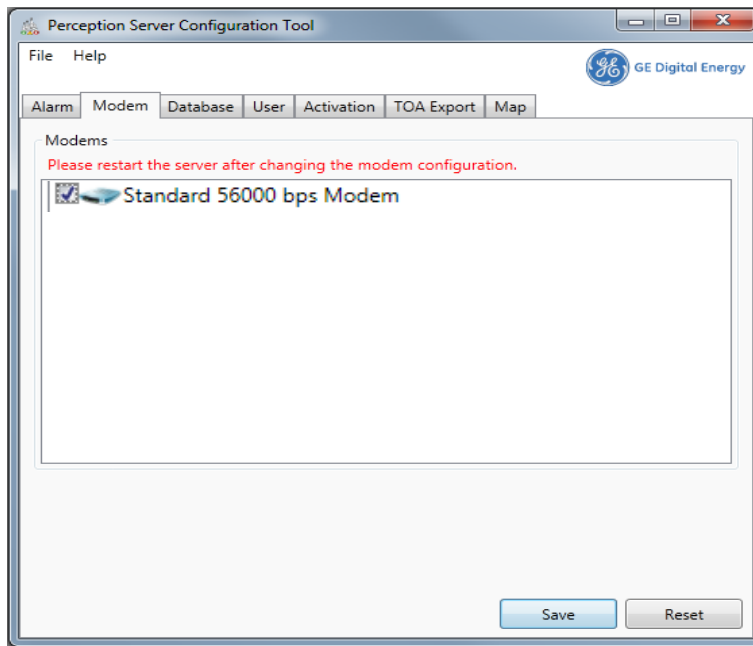 Perception Server Configuration Tool
File Help
GE Digital Energy
Alarm Modem Database User Activation TOA Export Map
Modems
Please restart the server after changing the modem configuration.
Standard 56000 bps Modem
Save Reset